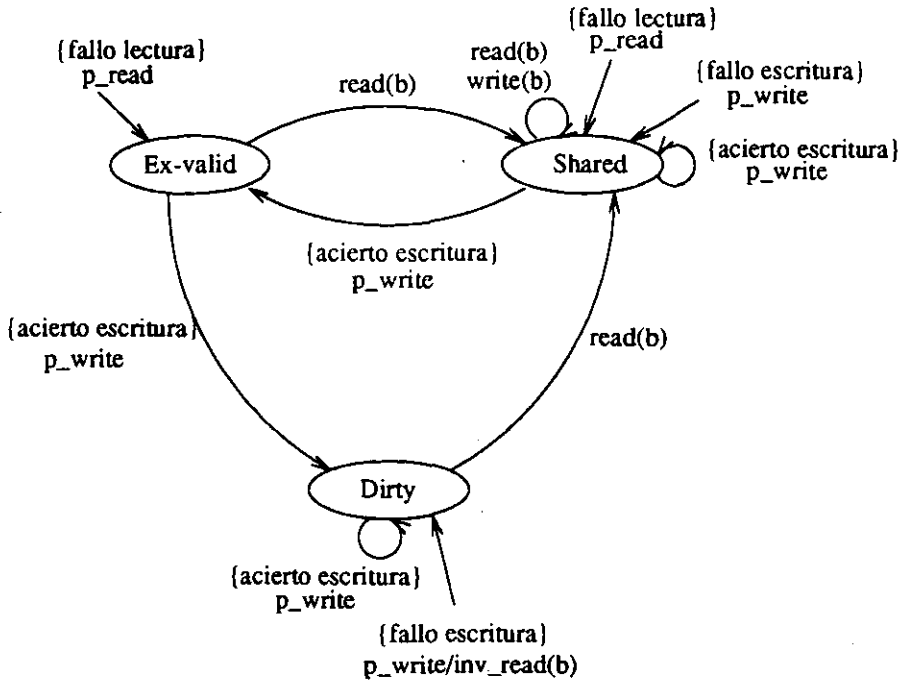 {fallo lectura}
p_read
read(b)
read(b)
write(b)
{fallo lectura}
p_read
{fallo escritura}
p_write
Ex-valid
Shared
{acierto escritura}
p_write
{acierto escritura}
p_write
{acierto escritura}
p_write
read(b)
Dirty
{acierto escritura}
p_write
{fallo escritura}
p_write/inv_read(b)